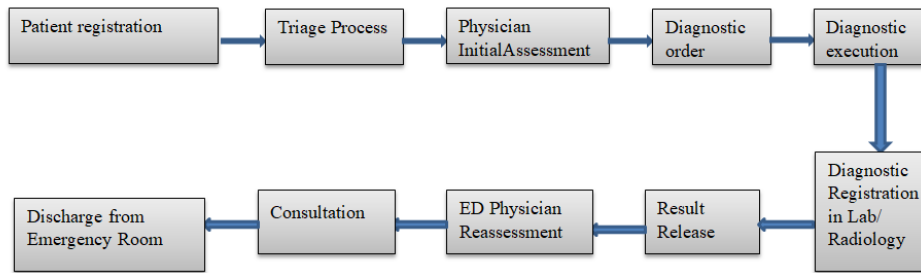 Patient registration
Triage Process
Physician
InitialAssessment
Diagnostic
order
Diagnostic
execution
Diagnostic
Registration
in Lab/
Radiology
Result
Release
ED Physician
Reassessment
Consultation
Discharge from
Emergency Room